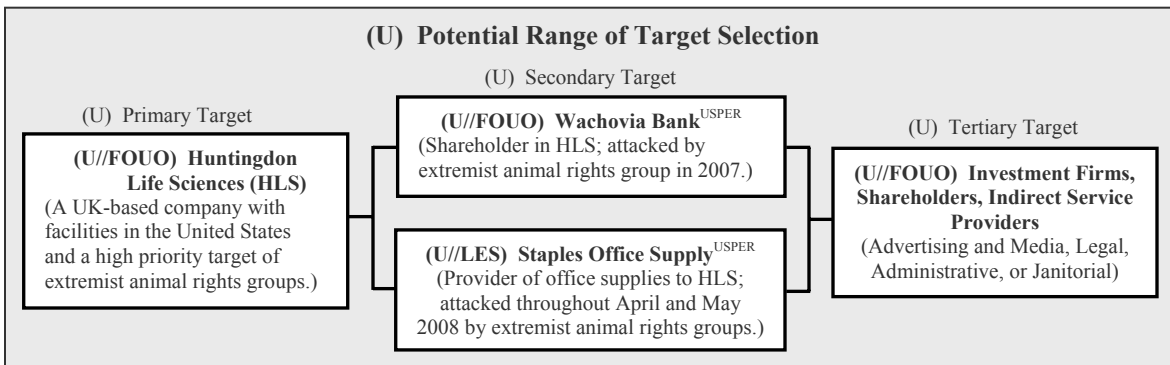 (U) Potential Range of Target Selection
(U) Primary Target
(U//FOUO) Huntingdon
Life Sciences (HLS)
(A UK-based company with
facilities in the United States
and a high priority target of
extremist animal rights groups.)
(U) Secondary Target
(U//FOUO) Wachovia Bank USPER
(Shareholder in HLS; attacked by
extremist animal rights group in 2007.)
(U//LES) Staples Office Supply USPER
(Provider of office supplies to HLS;
attacked throughout April and May
2008 by extremist animal rights groups.)
(U) Tertiary Target
(U//FOUO) Investment Firms,
Shareholders, Indirect Service
Providers
(Advertising and Media, Legal,
Administrative, or Janitorial)